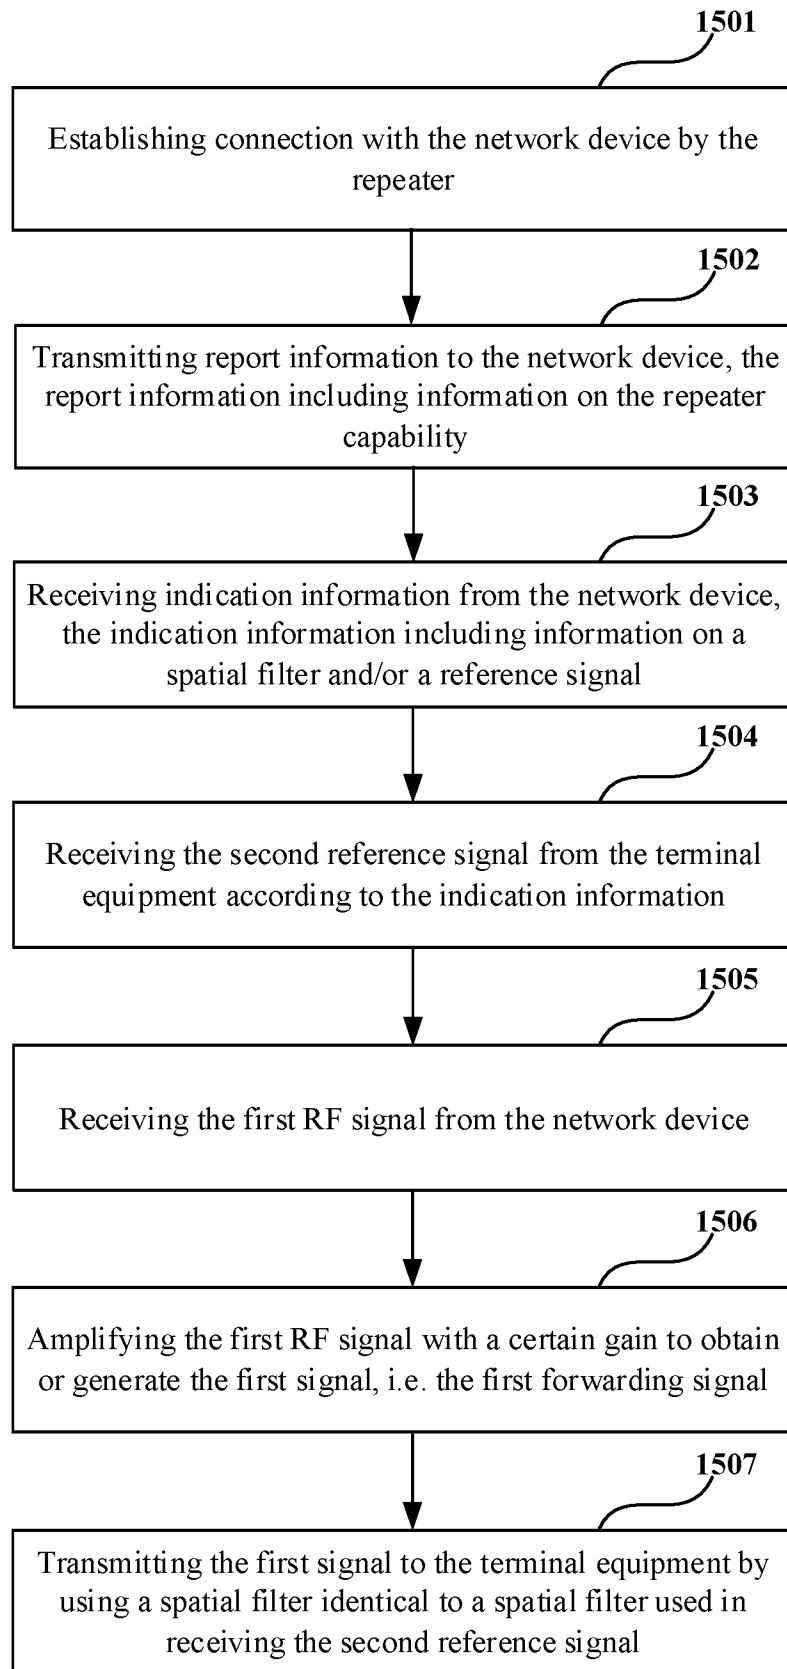 1501
Establishing connection with the network device by the
repeater
1502
Transmitting report information to the network device, the
report information including information on the repeater
capability
1503
Receiving indication information from the network device,
the indication information including information on a
spatial filter and/or a reference signal
1504
Receiving the second reference signal from the terminal
equipment according to the indication information
1505
Receiving the first RF signal from the network device
1506
Amplifying the first RF signal with a certain gain to obtain
or generate the first signal, i.e. the first forwarding signal
1507
Transmitting the first signal to the terminal equipment by
using a spatial filter identical to a spatial filter used in
receiving the second reference signal